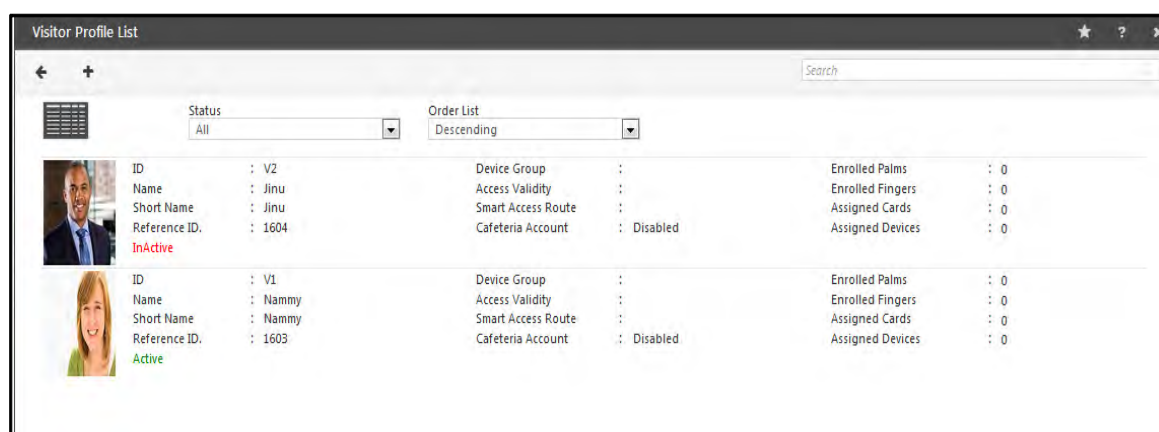 Visitor Profile List
Search
Status Order List
All Descending
ID : V2 Device Group : Enrolled Palms : 0
Name : Jinu Access Validity : Enrolled Fingers : 0
Short Name : Jinu Smart Access Route : Assigned Cards : 0
Reference ID. : 1604 Cafeteria Account : Disabled Assigned Devices : 0
InActive
ID : V1 Device Group : Enrolled Palms : 0
Name : Nammy Access Validity : Enrolled Fingers : 0
Short Name : Nammy Smart Access Route : Assigned Cards : 0
Reference ID. : 1603 Cafeteria Account : Disabled Assigned Devices : 0
Active